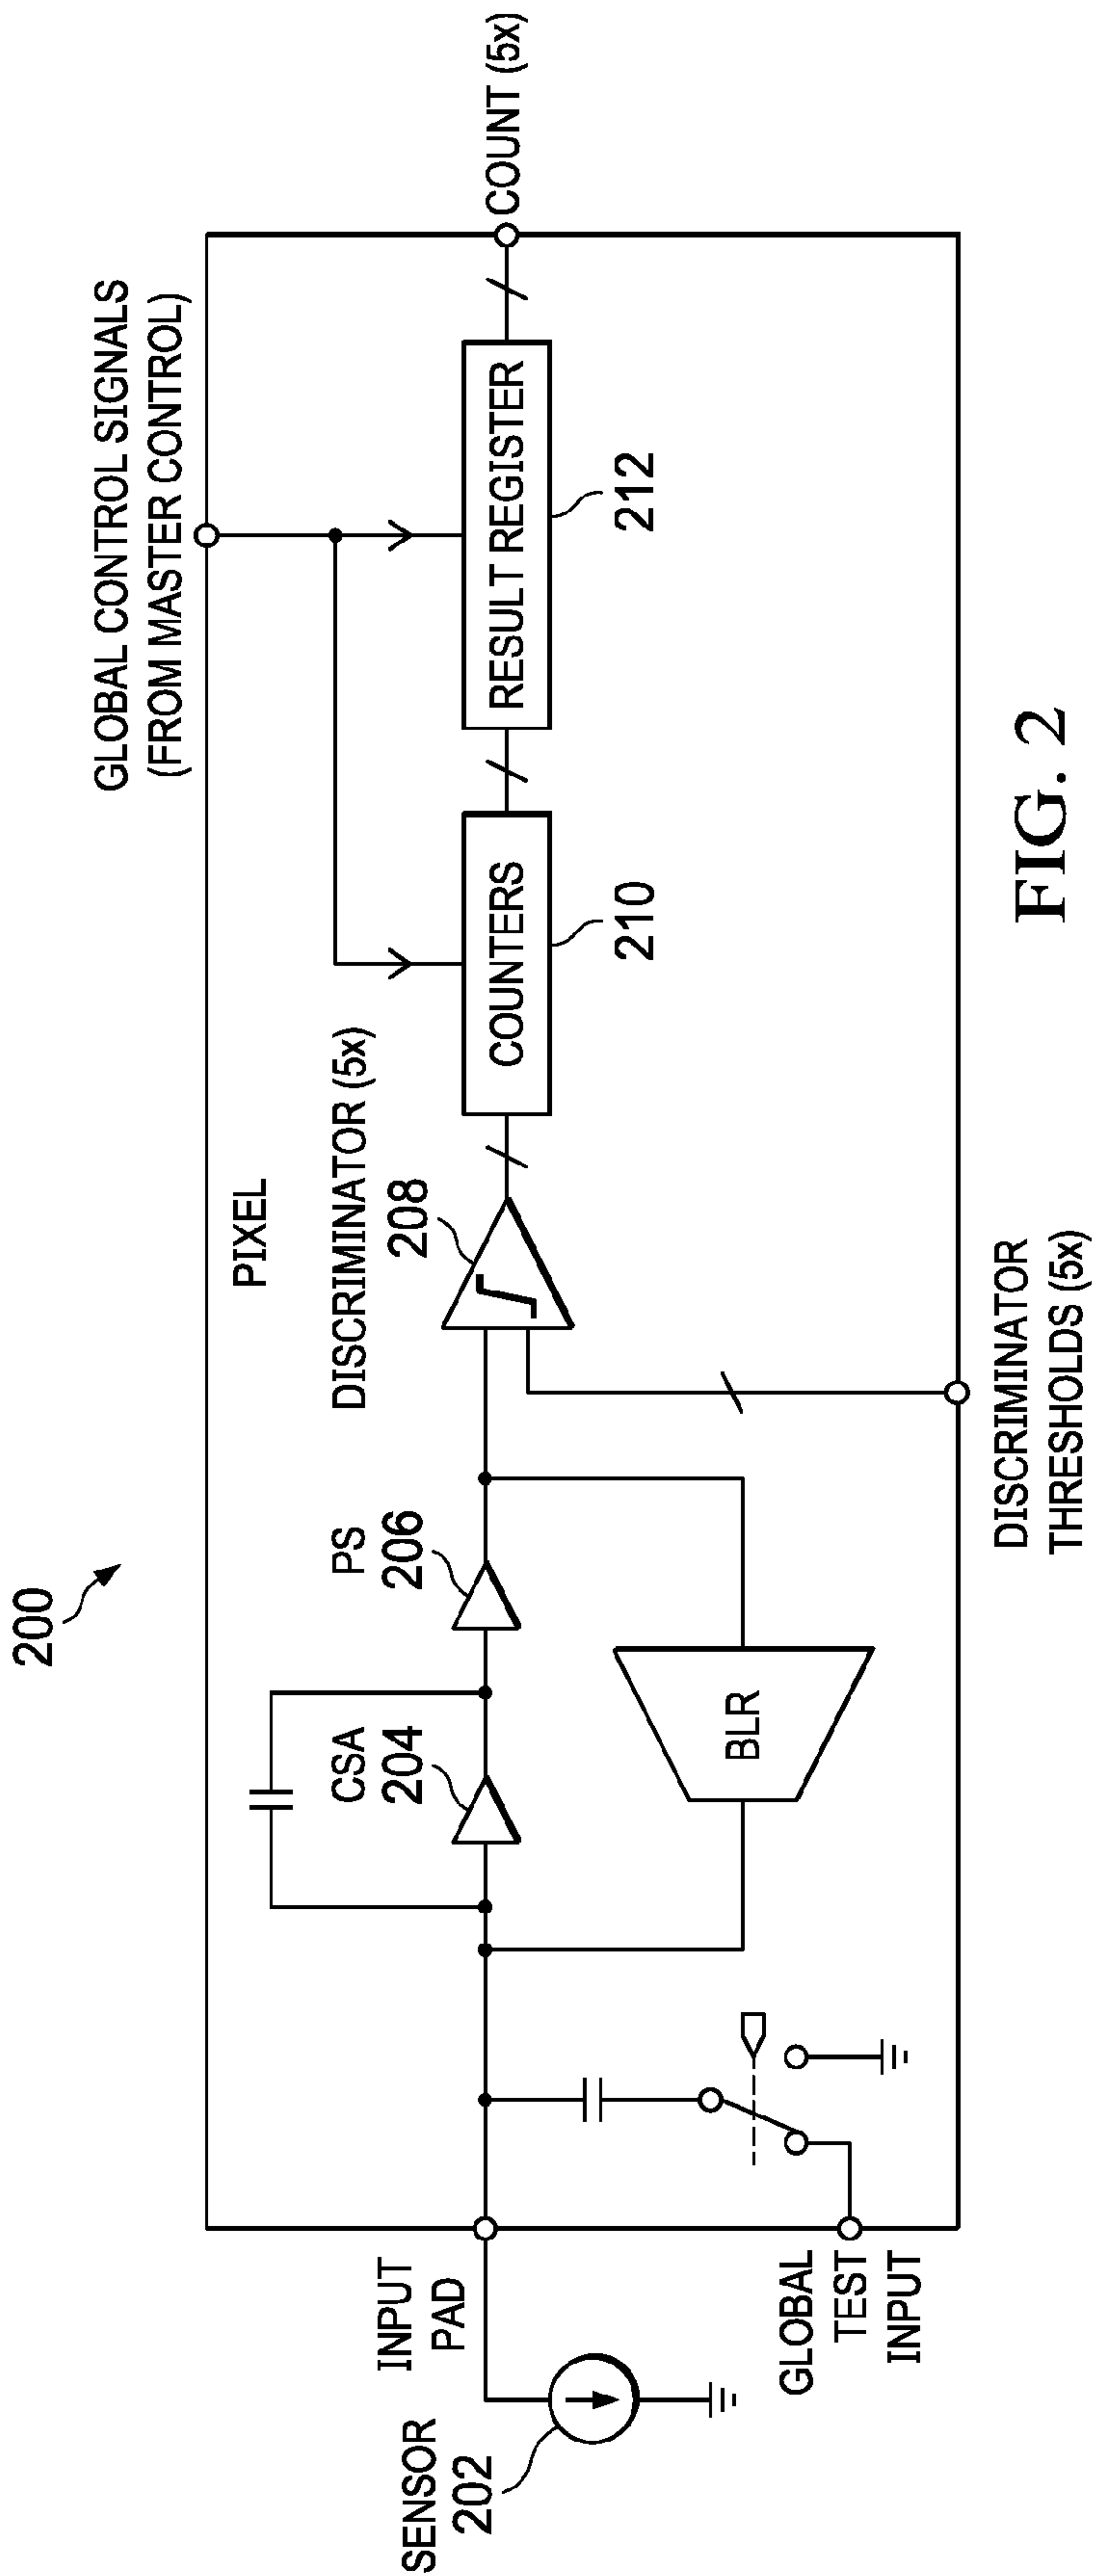 200
GLOBAL CONTROL SIGNALS
(FROM MASTER CONTROL)
PIXEL
SENSOR
202
INPUT
PAD
CSA
204
PS
206
DISCRIMINATOR (5x)
208
COUNTERS
210
RESULT REGISTER
212
COUNT (5x)
BLR
GLOBAL
TEST
INPUT
DISCRIMINATOR
THRESHOLDS (5x)
FIG. 2